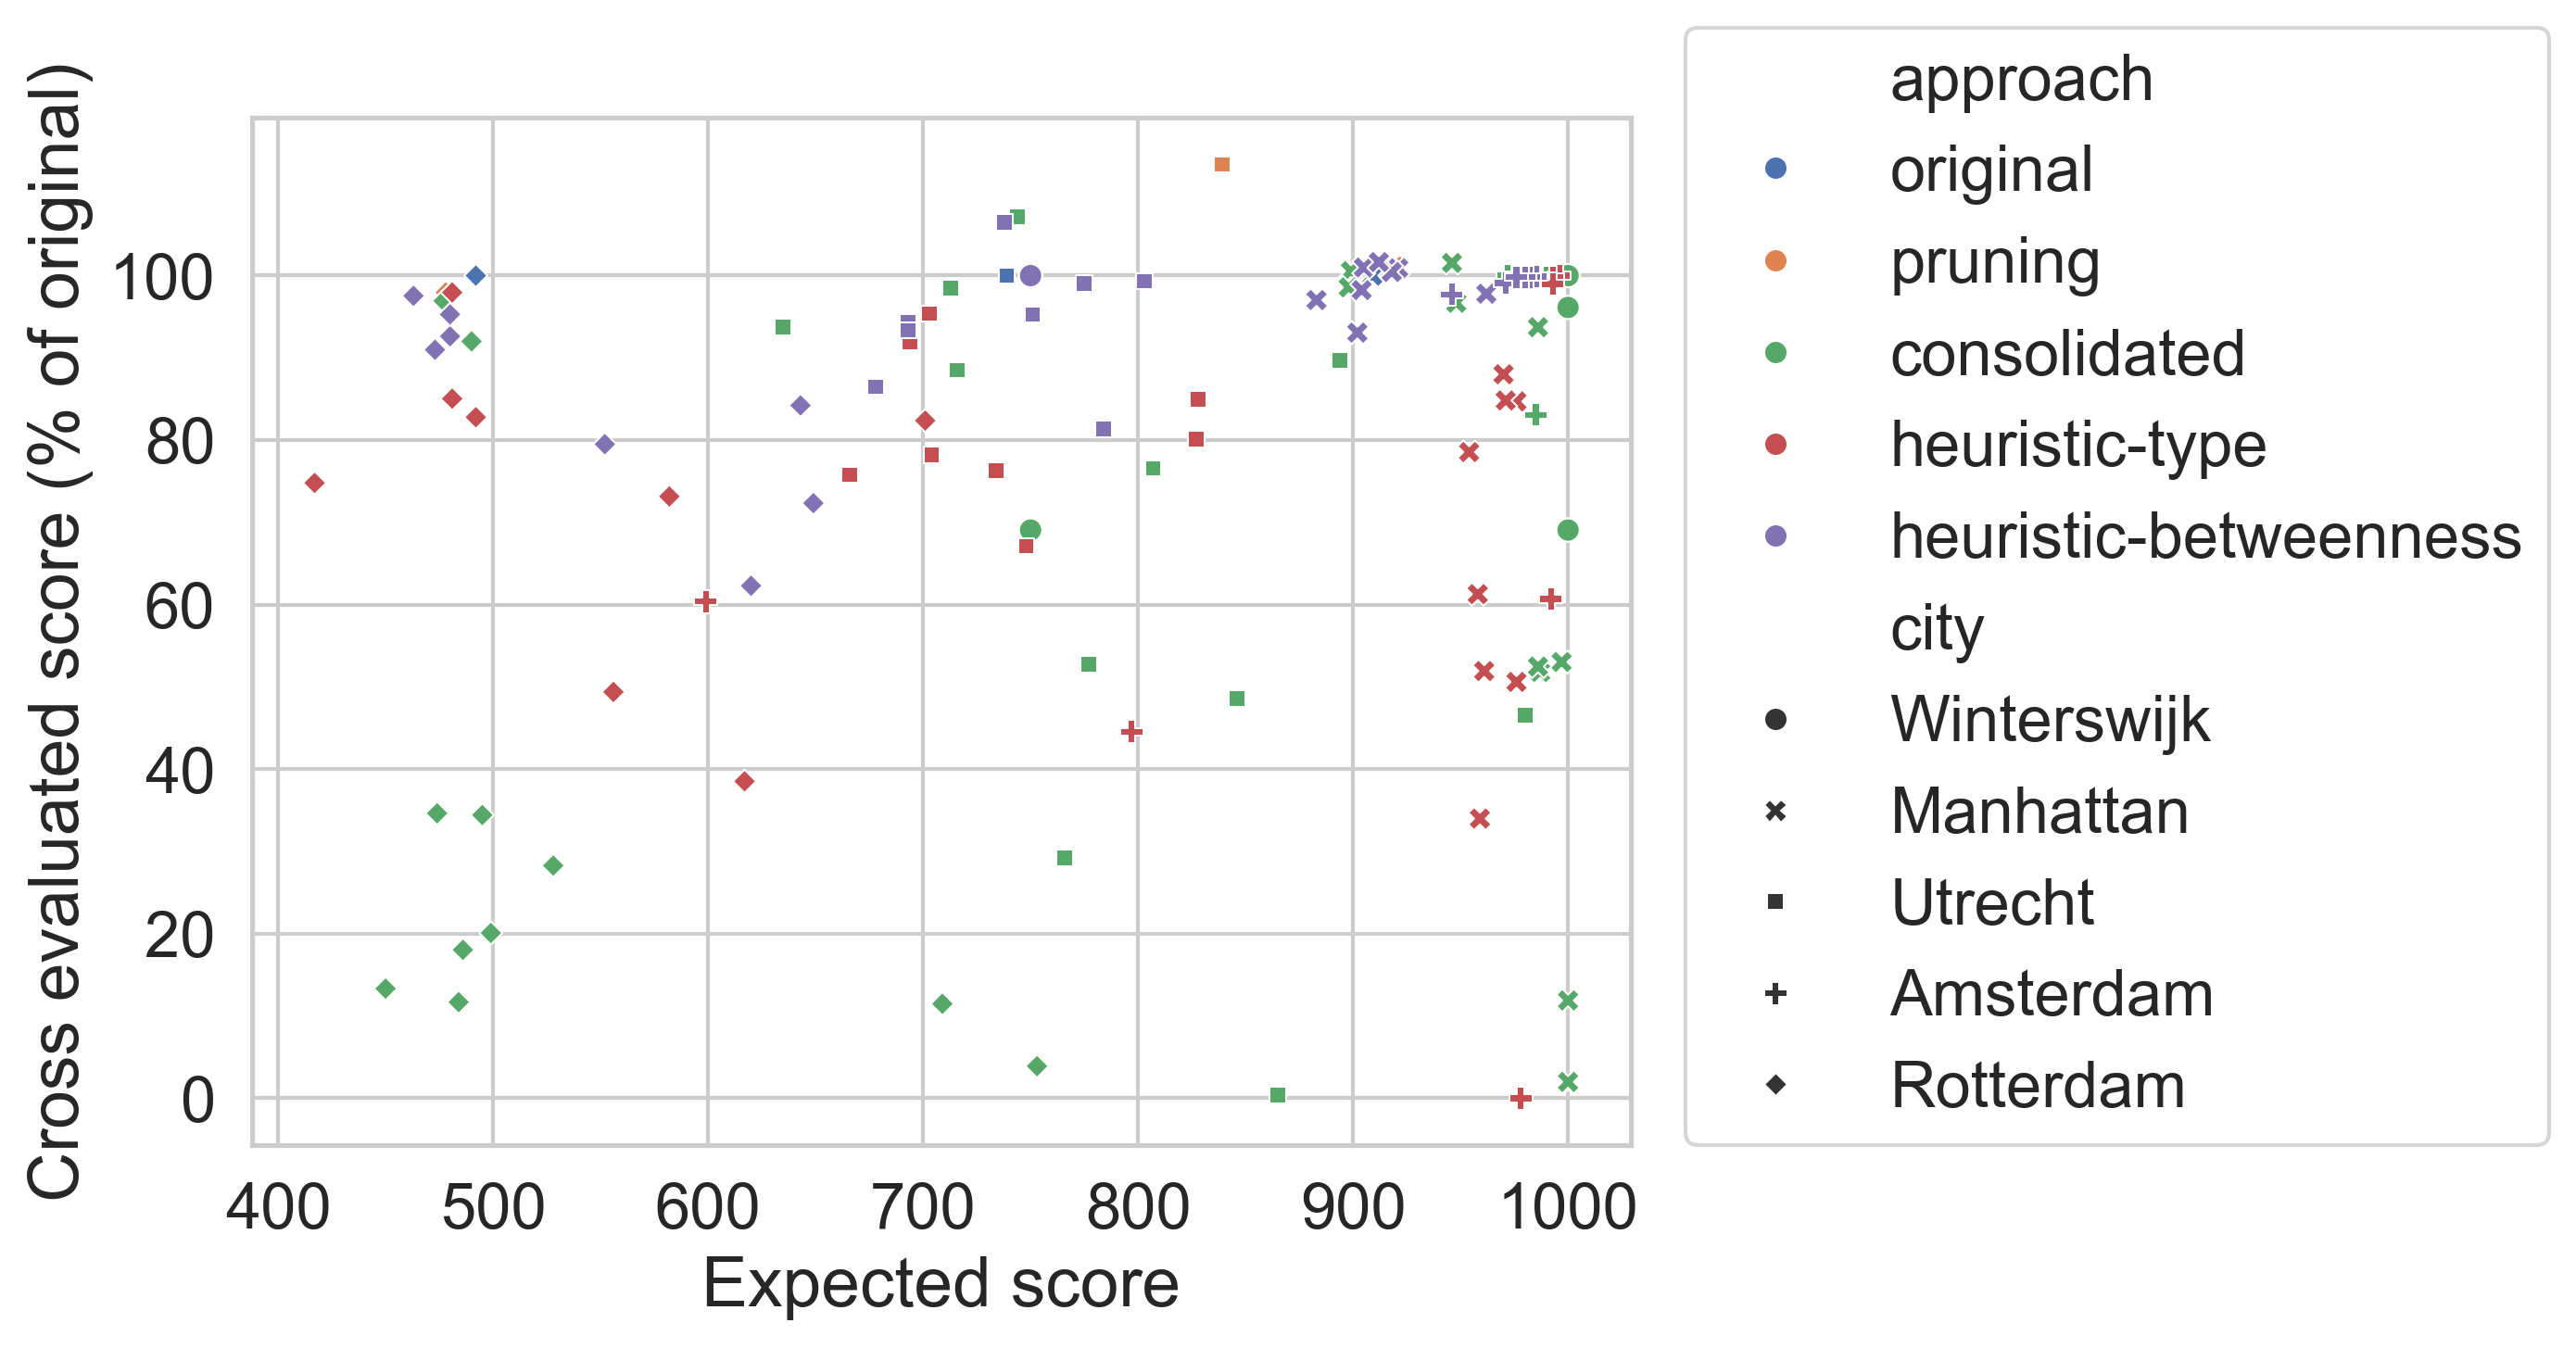 Cross evaluated score (% of original)
100
80
60
40
20
0
400 500 600 700 800 900 1000
Expected score
approach
original
pruning
consolidated
heuristic-type
heuristic-betweenness
city
Winterswijk
Manhattan
Utrecht
Amsterdam
Rotterdam